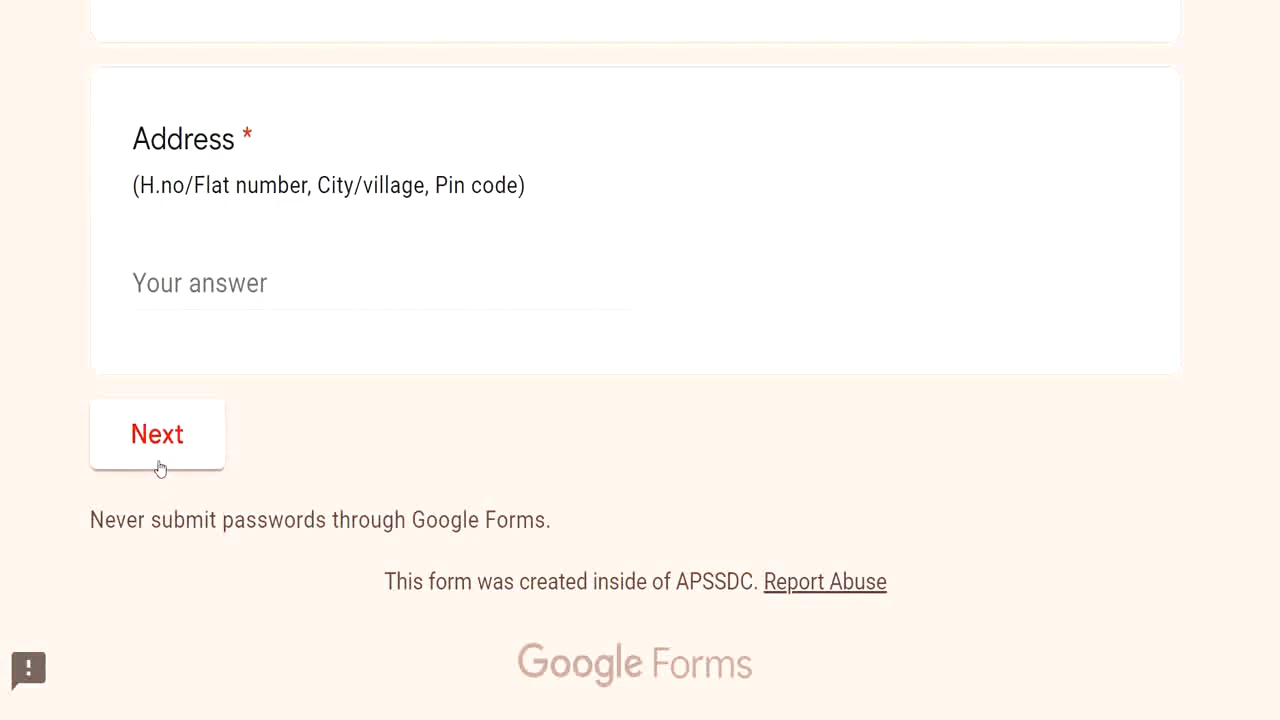 Address *
(H.no/Flat number, City/village, Pin code)
Your answer
Next
Never submit passwords through Google Forms.
This form was created inside of APSSDC. Report Abuse
Google Forms